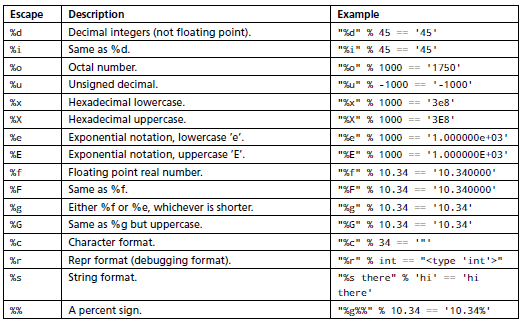 Escape Description Example
%d Decimal integers (not floating point). "%d" % 45 == '45'
%i Same as %d. "%i" % 45 == '45'
%o Octal number. "%o" % 1000 == '1750'
%u Unsigned decimal. "%u" % -1000 == '-1000'
%x Hexadecimal lowercase. "%x" % 1000 == '3e8'
%X Hexadecimal uppercase. "%X" % 1000 == '3E8'
%e Exponential notation, lowercase ‘e’. "%e" % 1000 == '1.000000e+03'
%E Exponential notation, uppercase ‘E’. "%E" % 1000 == '1.000000E+03'
%f Floating point real number. "%f" % 10.34 == '10.340000'
%F Same as %f. "%F" % 10.34 == '10.340000'
%g Either %f or %e, whichever is shorter. "%g" % 10.34 == '10.34'
%G Same as %g but uppercase. "%G" % 10.34 == '10.34'
%c Character format. "%c" % 34 == '"'
%r Repr format (debugging format). "%r" % int == "<type 'int'>"
%s String format. "%s there" % 'hi' == 'hi
there'
%% A percent sign. "%g%%" % 10.34 == '10.34%'